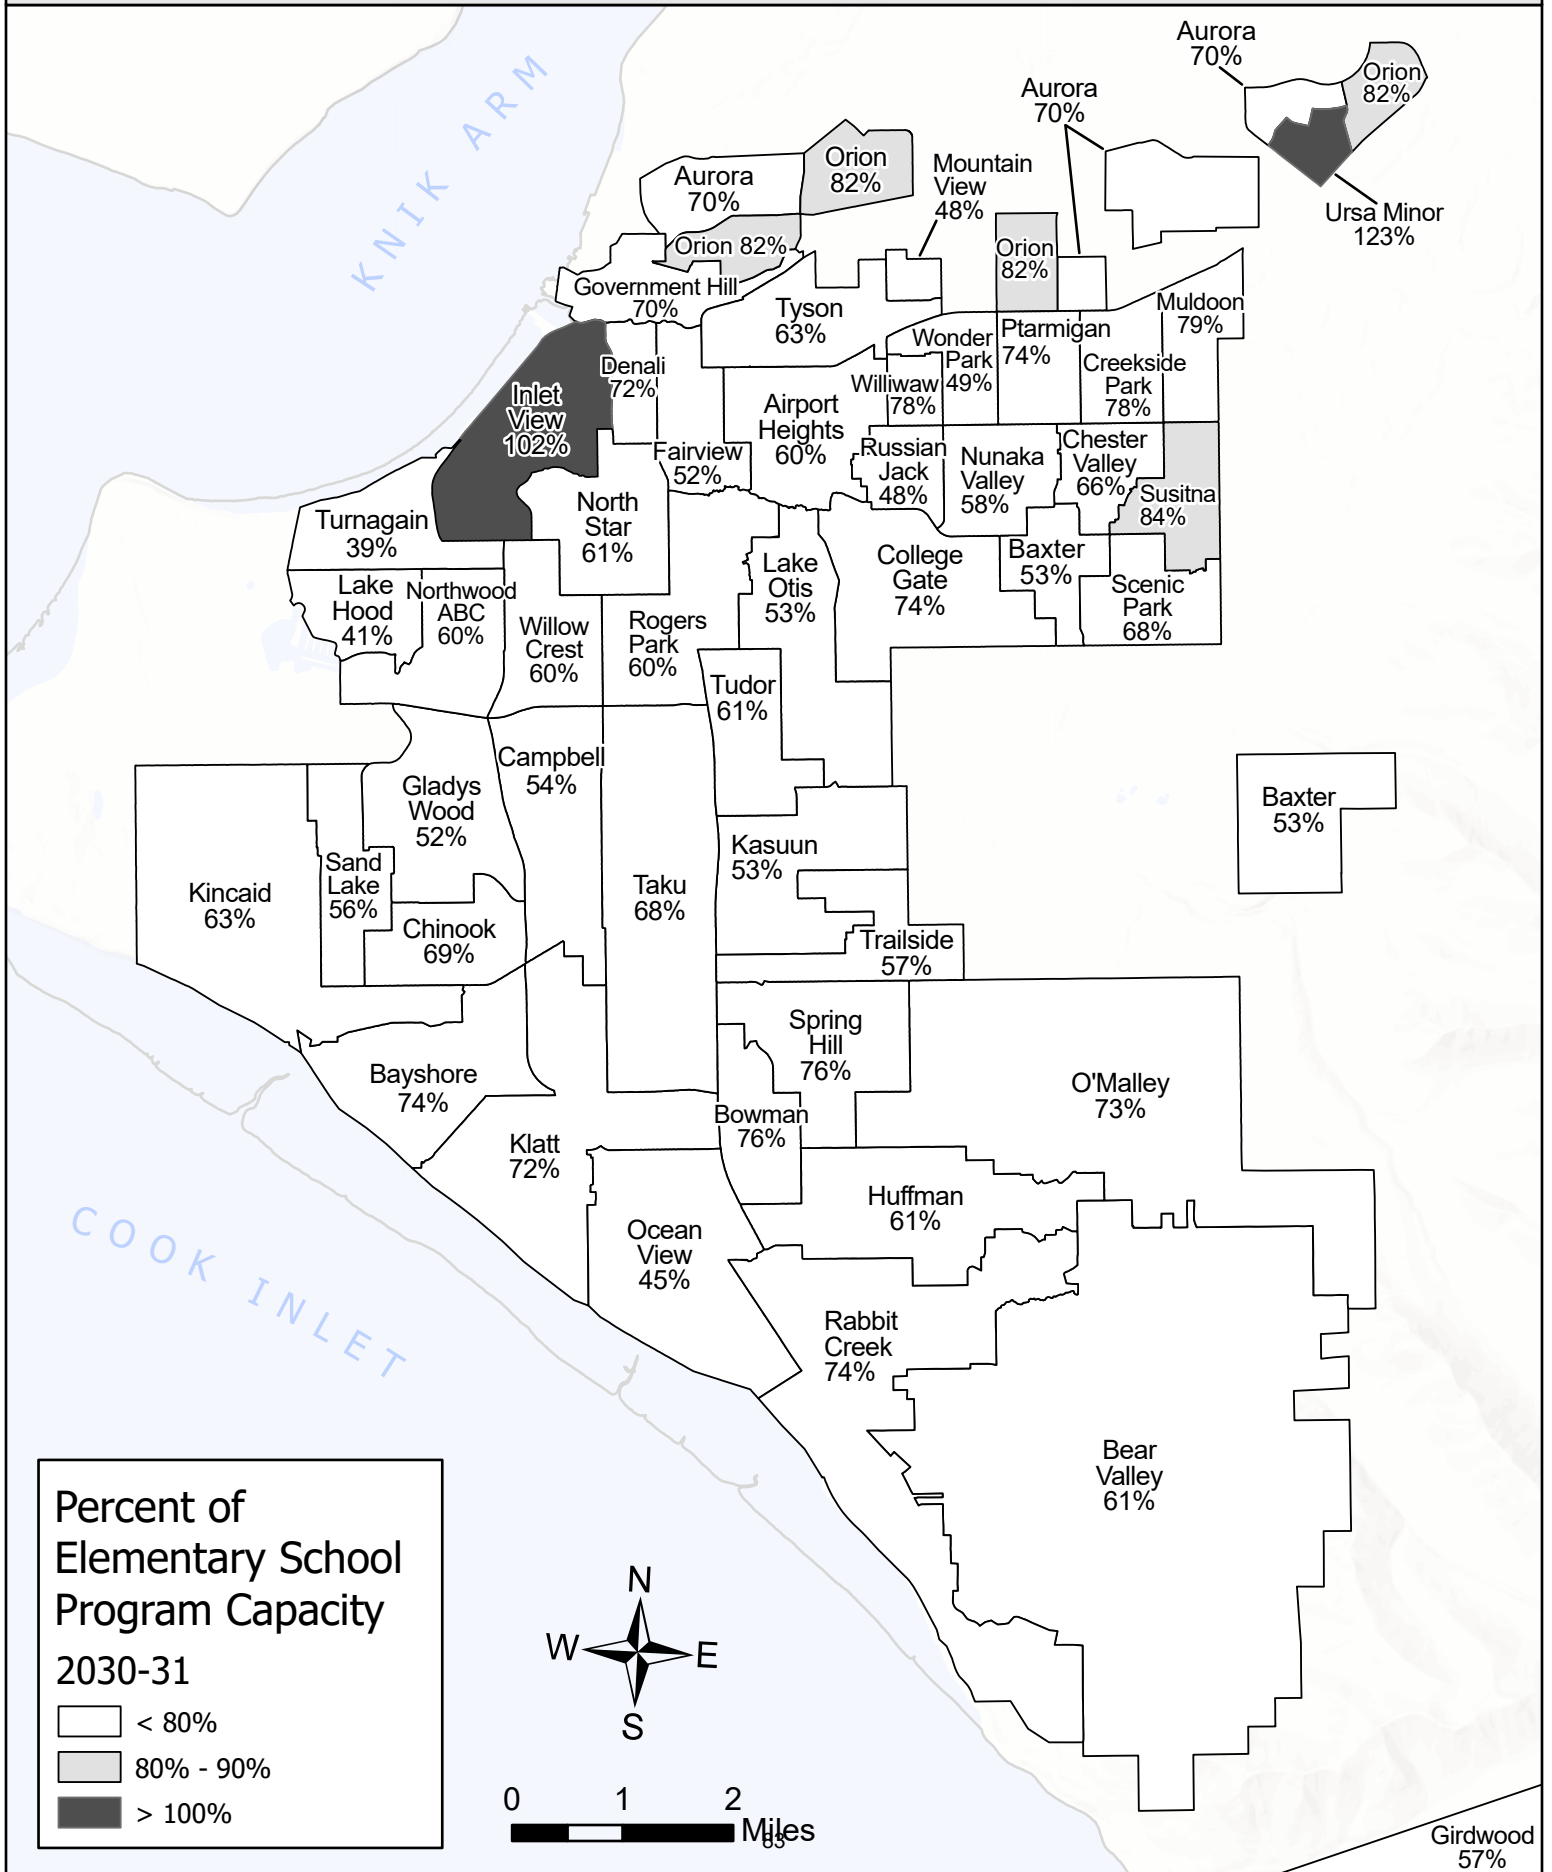 KNIK ARM
Aurora
70%
Orion
82%
Ursa Minor
123%
Aurora
70%
Aurora
70%
Orion
82%
Mountain
View
48%
Orion 82%
Orion
82%
Government Hill
70%
Tyson
63%
Muldoon
79%
Wonder
Park
49%
Ptarmigan
74%
Creekside
Park
78%
Denali
72%
Inlet
View
102%
Williwaw
78%
Airport
Heights
60%
Fairview
52%
Russian
Jack
48%
Nunaka
Valley
58%
Chester
Valley
66%
Susitna
84%
Turnagain
39%
North
Star
61%
Lake
Otis
53%
College
Gate
74%
Baxter
53%
Scenic
Park
68%
Lake
Hood
41%
Northwood
ABC
60%
Willow
Crest
60%
Rogers
Park
60%
Tudor
61%
Campbell
54%
Gladys
Wood
52%
Baxter
53%
Kasuun
53%
Kincaid
63%
Sand
Lake
56%
Taku
68%
Chinook
69%
Trailside
57%
Spring
Hill
76%
Bayshore
74%
O'Malley
73%
Bowman
76%
Klatt
72%
Huffman
61%
Ocean
View
45%
COOK INLET
Rabbit
Creek
74%
Bear
Valley
61%
Percent of
Elementary School
Program Capacity
2030-31
< 80%
80% - 90%
> 100%
N
W
E
S
0 1 2
Miles
83
Girdwood
57%